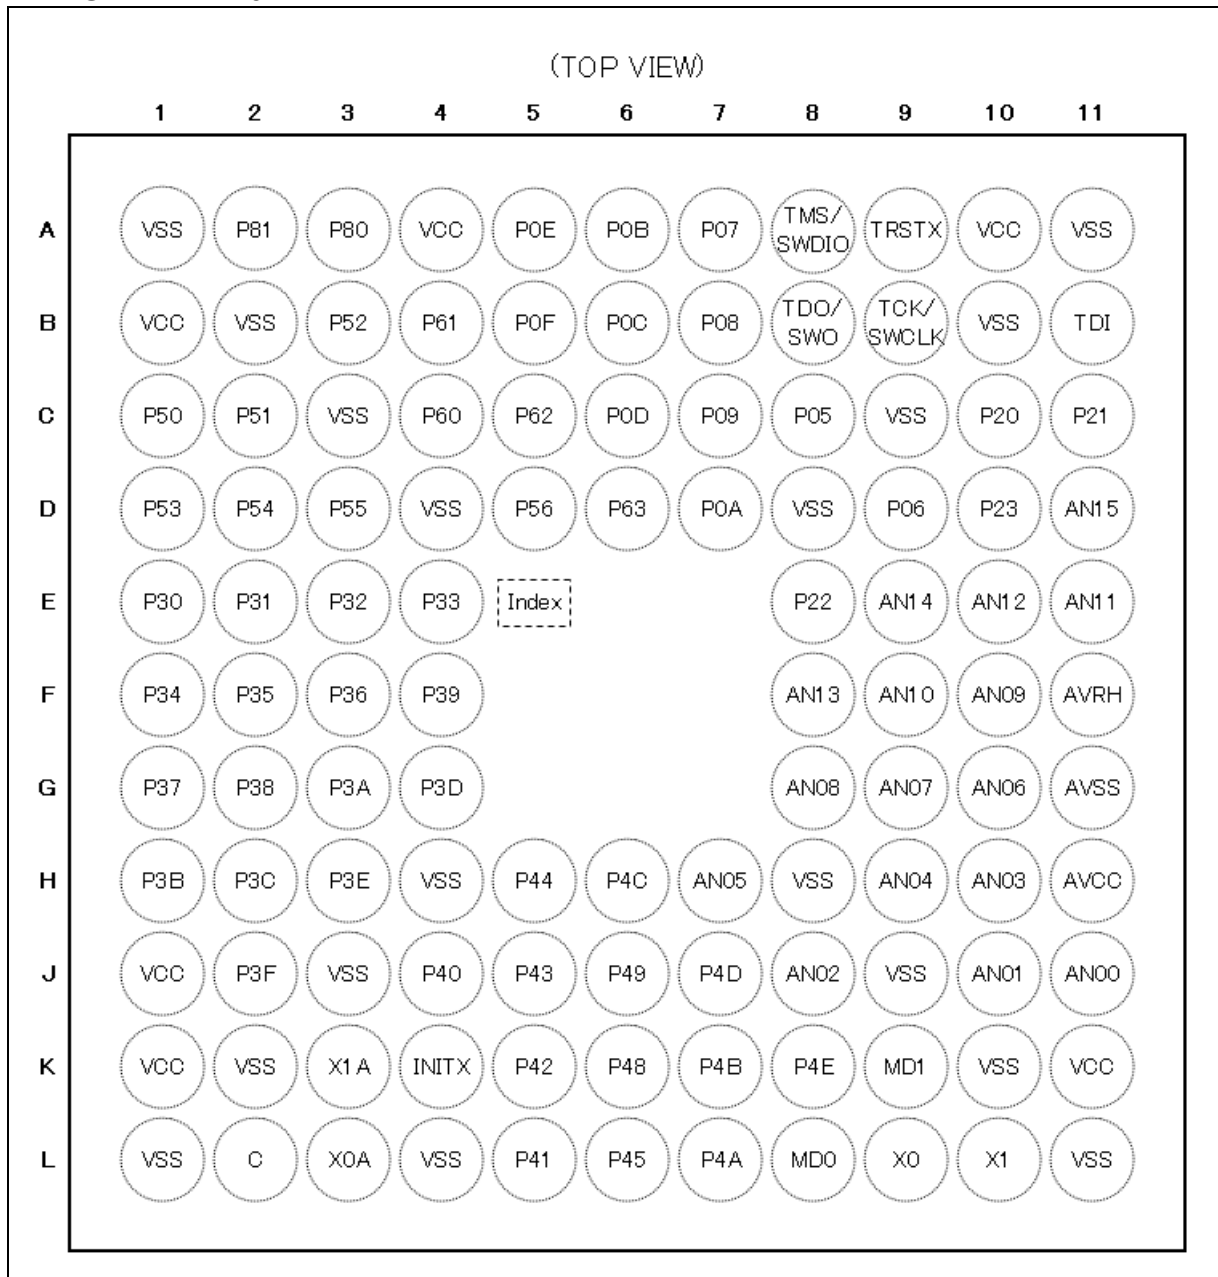 (TOP VIEW)
1 2 3 4 5 6 7 8 9 10 11
A VSS P81 P80 VCC P0E P0B P07 TMS/ SWDIO TRSTX VCC VSS
B VCC VSS P52 P61 P0F P0C P08 TDO/ SWO TCK/ SWCLK VSS TDI
C P50 P51 VSS P60 P62 P0D P09 P05 VSS P20 P21
D P53 P54 P55 VSS P56 P63 P0A VSS P06 P23 AN15
E P30 P31 P32 P33 Index P22 AN14 AN12 AN11
F P34 P35 P36 P39 AN13 AN10 AN09 AVRH
G P37 P38 P3A P3D AN08 AN07 AN06 AVSS
H P3B P3C P3E VSS P44 P4C AN05 VSS AN04 AN03 AVCC
J VCC P3F VSS P40 P43 P49 P4D AN02 VSS AN01 AN00
K VCC VSS X1A INITX P42 P48 P4B P4E MD1 VSS VCC
L VSS C X0A VSS P41 P45 P4A MD0 X0 X1 VSS